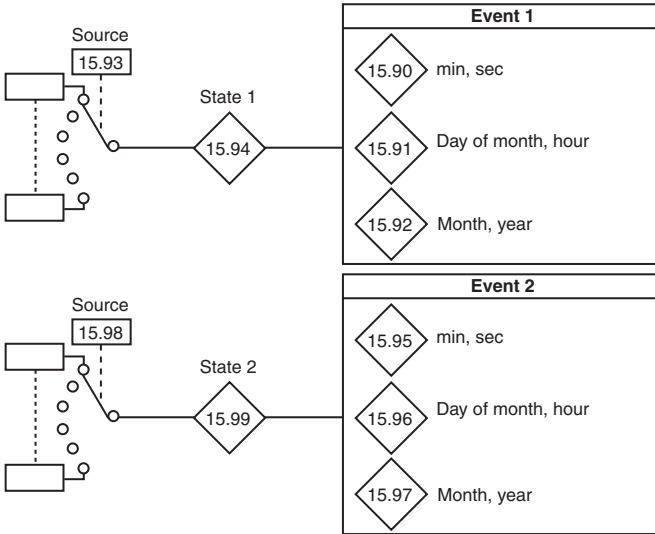 Event 1
Source
15.93
15.90 min, sec
State 1
15.94
15.91 Day of month, hour
15.92 Month, year
Event 2
Source
15.98
15.95 min, sec
State 2
15.99
15.96 Day of month, hour
15.97 Month, year